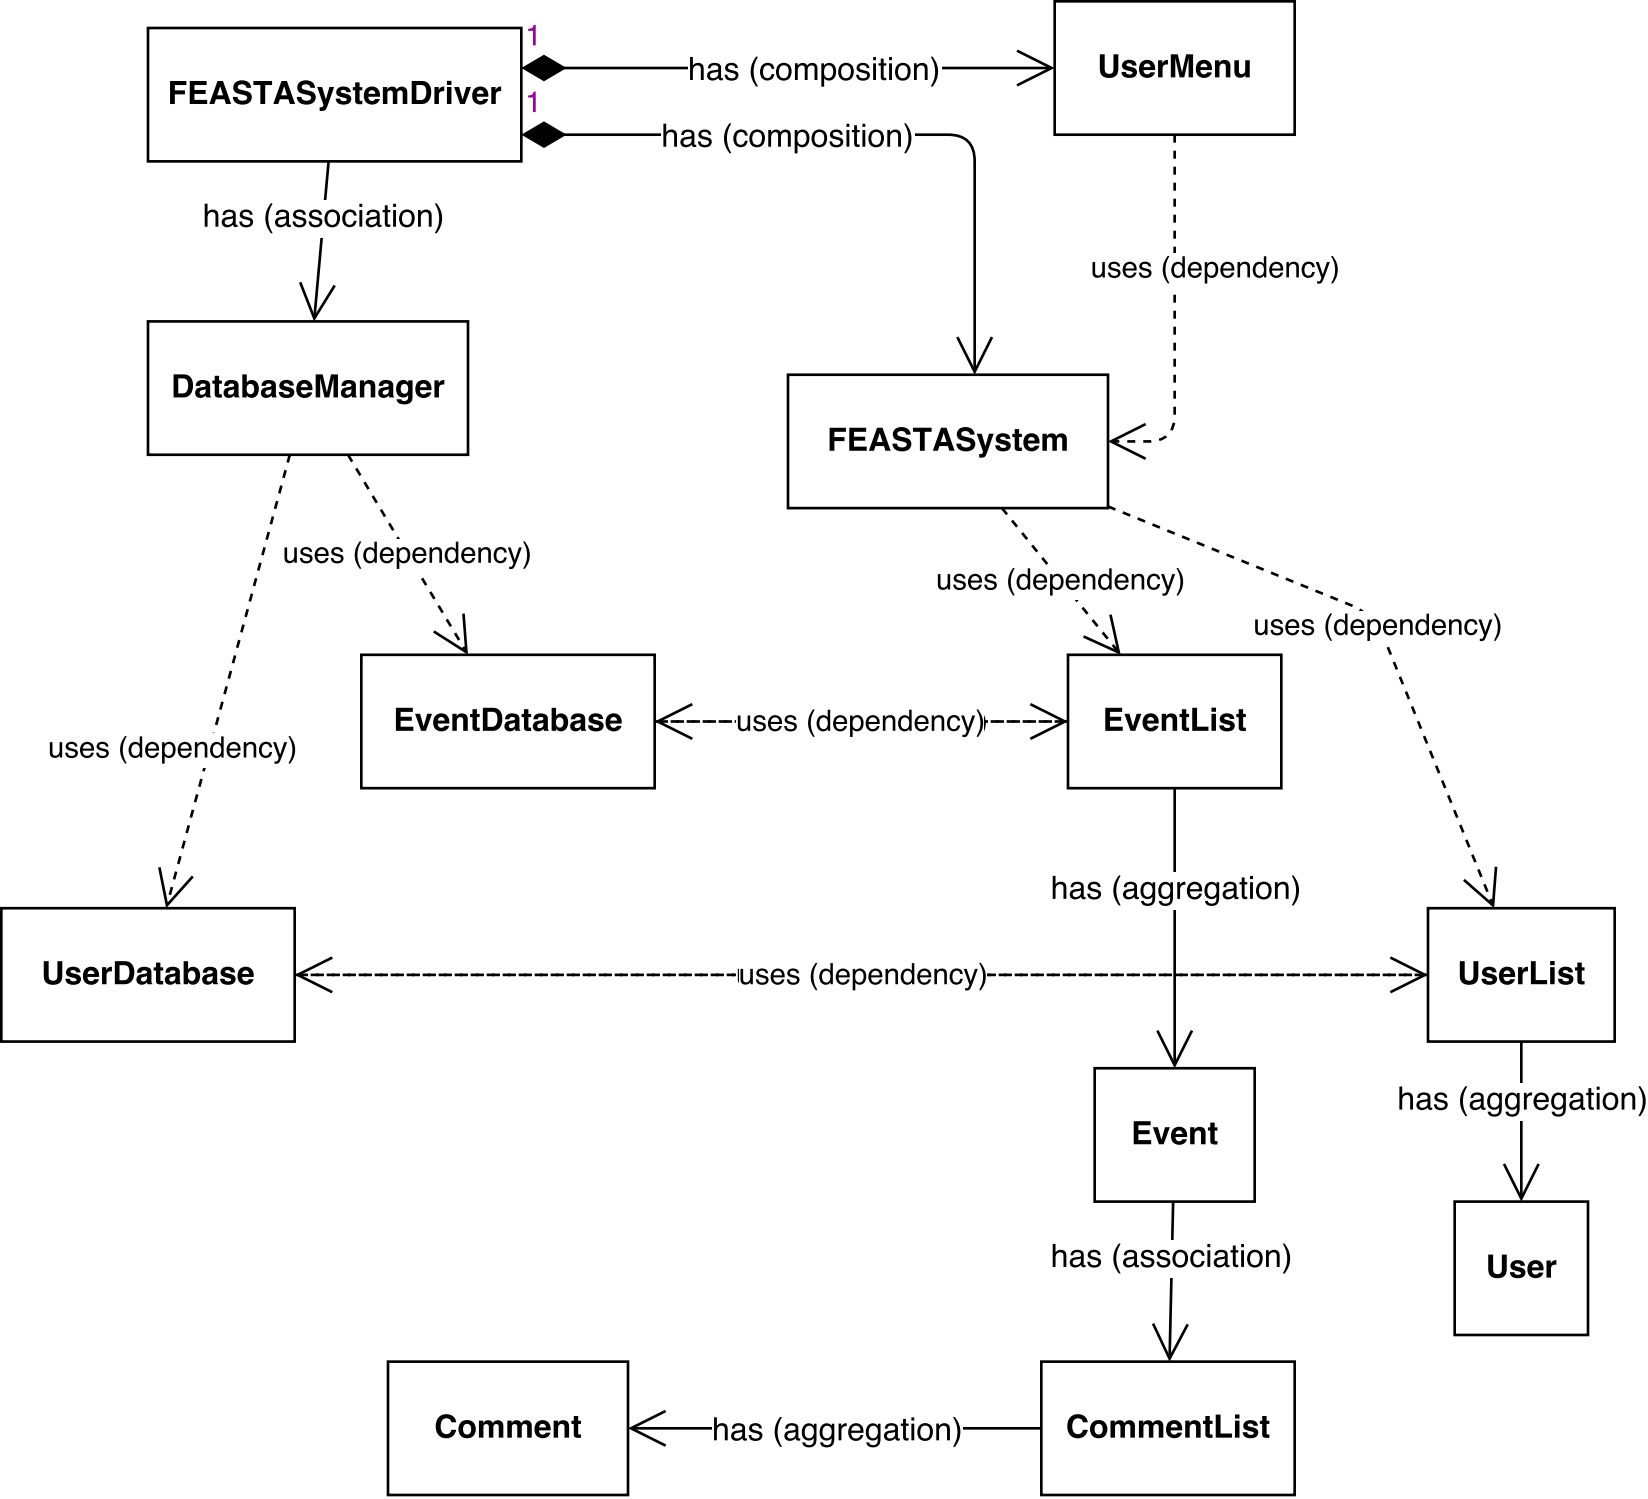 1
has (composition)
UserMenu
FEASTASystemDriver
1
has (composition)
has (association)
uses (dependency)
DatabaseManager
FEASTASystem
uses (dependency)
uses (dependency)
uses (dependency)
EventDatabase
uses (dependency)
EventList
uses (dependency)
has (aggregation)
UserDatabase
uses (dependency)
UserList
has (aggregation)
Event
has (association)
User
Comment
has (aggregation)
CommentList